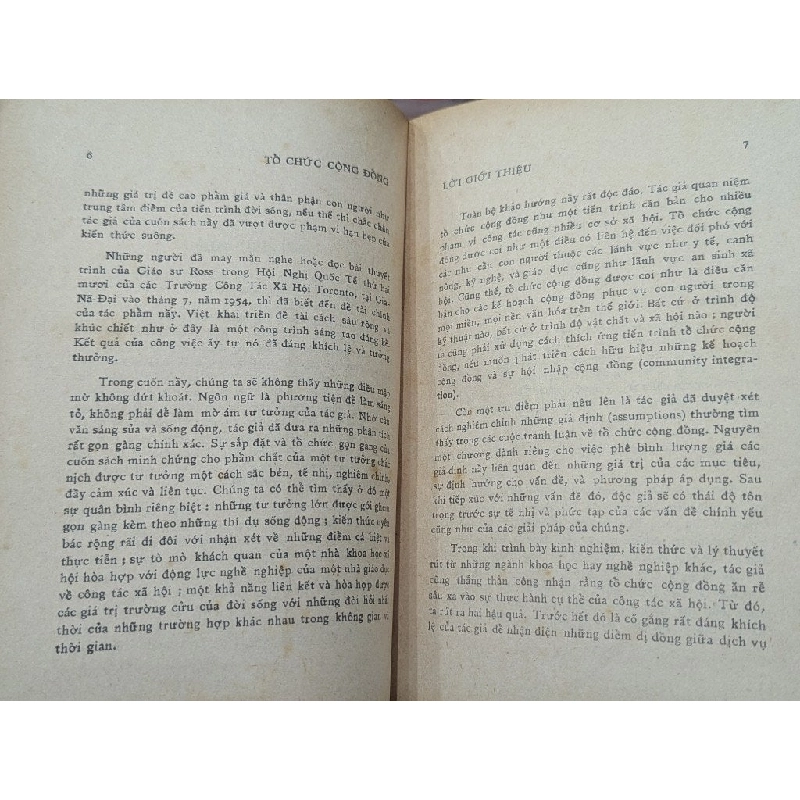 6
TỔ CHỨC CỘNG ĐỒNG
những giá trị đề cao phẩm giá và thân phận con người như
trung tâm điểm của tiến trình đời sống, nếu thế thì chắc chắn
tác giả của cuốn sách này đã vượt được phạm vi hạn hẹp của
kiến thức suông.
Những người đã may mắn nghe hoặc đọc bài thuyết
trình của Giáo sư Ross trong Hội Nghị Quốc Tế thứ hai
mươi của các Trường Công Tác Xã Hội Toronto, tại Gia
Nã Đại vào tháng 7, năm 1954, thì đã biết đến đề tài chánh
của tác phẩm này. Việt khai triển đề tài cách sâu rộng và
khúc chiết như ở đây là một công trình sáng tạo đáng kể.
Kết quả của công việc ấy tự nó đã đáng khích lệ và tưởng
thưởng.
Trong cuốn này, chúng ta sẽ không thấy những điều mập
mờ không dứt khoát. Ngôn ngữ là phương tiện để làm sáng
tỏ, không phải để làm mờ ám tư tưởng của tác giả. Nhờ cách
văn sáng sủa và sống động, tác giả đã đưa ra những phân tích
rất gọn gàng chính xác. Sự sắp đặt và tổ chức gọn gàng của
cuốn sách minh chứng cho phẩm chất của một tư tưởng chắc
nịch được tư tưởng một cách sắc bén, tế nhị, nghiêm chỉnh
đầy cảm xúc và liên tục. Chúng ta có thể tìm thấy ở đó một
sự quân bình riêng biệt : những tư tưởng lớn được gói ghém
gọn gàng kèm theo những thí dụ sống động ; kiến thức uyên
bác rộng rãi đi đôi với nhận xét về những điểm cá biệt và
thực tiễn ; sự tò mò khách quan của một nhà khoa học xã
hội hòa hợp với động lực nghề nghiệp của một nhà giáo dục
về công tác xã hội ; một khả năng liên kết và hòa hợp được
các giá trị trường cửu của đời sống với những đòi hỏi nhất
thời của những trường hợp khác nhau trong không gian và
thời gian.
LỜI GIỚI THIỆU
7
Toàn bệ khảo hướng này rất độc đáo. Tác giả quan niệm
tổ chức cộng đồng như một tiến trình căn bản cho nhiều
phạm vi công tác cũng nhiều cơ sở xã hội. Tổ chức cộng
đồng được coi như một điều có liên hệ đến việc đối phó với
các nhu cầu con người thuộc các lãnh vực như y tế, canh
nông, kỹ nghệ, và giáo dục cũng như lãnh vực an sinh xã
hội. Cũng thế, tổ chức cộng đồng được coi như là điều căn
bản cho các kế hoạch cộng đồng phục vụ con người trong
mọi miền, mọi nền văn hóa trên thế giới. Bất cứ ở trình độ
kỹ thuật nào, bất cứ ở trình độ vật chất và xã hội nào ; người
ta cũng phải xử dụng cách thích ứng tiến trình tổ chức cộng
đồng, nếu muốn phát triển cách hữu hiệu những kế hoạch
cộng đồng và sự hội nhập cộng đồng (community integra-
tion).
Còn một ưu điểm phải nêu lên là tác giả đã duyệt xét
cách nghiêm chỉnh những giả định (assumptions) thường tìm
thấy trong các cuộc tranh luận về tổ chức cộng đồng. Nguyên
một chương dành riêng cho việc phê bình lượng giá các
giả định này liên quan đến những giá trị của các mục tiêu,
sự định hướng cho vấn đề, và phương pháp áp dụng. Sau
khi tiếp xúc với những vấn đề đó, độc giả sẽ có thái độ tôn
trọng trước sự tế nhị và phức tạp của các vấn đề chính yếu
cũng như của các giải pháp của chúng.
Trong khi trình bày kinh nghiệm, kiến thức và lý thuyết
rút từ những ngành khoa học hay nghề nghiệp khác, tác giả
cũng thẳng thắn công nhận rằng tổ chức cộng đồng ăn rễ
sâu xa vào sự thực hành cụ thể của công tác xã hội. Từ đó,
ta rút ra hai hậu quả. Trước hết đó là cố gắng rất đáng khích
lệ của tác giả để nhận diện những điểm dị đồng giữa dịch vụ